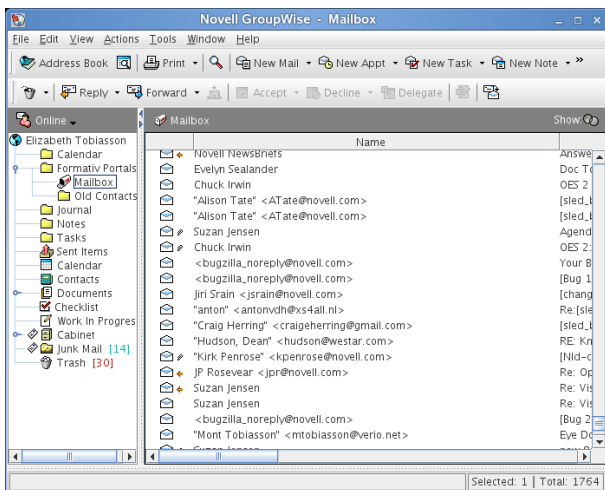 Novell GroupWise - Mailbox
File Edit View Actions Tools Window Help
Address Book Print New Mail New Appt New Task New Note »
Reply Forward Accept Decline Delegate
Online Mailbox Show:
Name
Elizabeth Tobiasson
Calendar
Formativ Portals
Mailbox
Old Contacts
Journal
Notes
Tasks
Sent Items
Calendar
Contacts
Documents
Checklist
Work In Progres
Cabinet
Junk Mail [14]
Trash [30]
Novell NewsBriefs Answe
Evelyn Sealander Doc To
Chuck Irwin OES 2
"Alison Tate" <ATate@novell.com> [sled_b
"Alison Tate" <ATate@novell.com> [sled_b
Suzan Jensen Agend
Chuck Irwin OES 2:
<bugzilla_noreply@novell.com> Your B
<bugzilla_noreply@novell.com> [Bug 1
Jiri Srain <jsrain@novell.com> [chang
"anton" <antonvdh@xs4all.nl> Re:[sle
"Craig Herring" <craigeherring@gmail.com> [sled_b
"Hudson, Dean" <hudson@westar.com> RE: Kn
"Kirk Penrose" <kpenrose@novell.com> [Nld-c
JP Rosevear <jpr@novell.com> Re: Op
Suzan Jensen Re: Vis
Suzan Jensen Re: Vis
<bugzilla_noreply@novell.com> [Bug 2
"Mont Tobiasson" <mtobiasson@verio.net> Eye Do
Selected: 1 Total: 1764